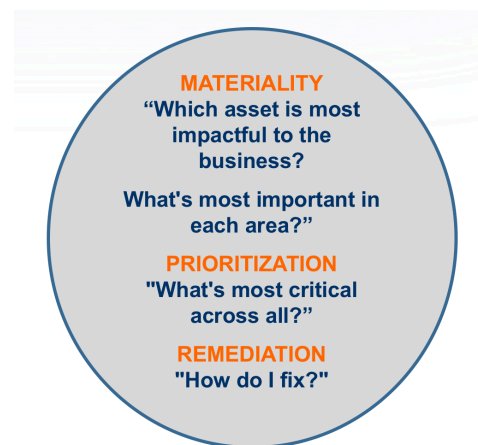 MATERIALITY
“Which asset is most
impactful to the
business?
What's most important in
each area?”
PRIORITIZATION
"What's most critical
across all?”
REMEDIATION
"How do I fix?"